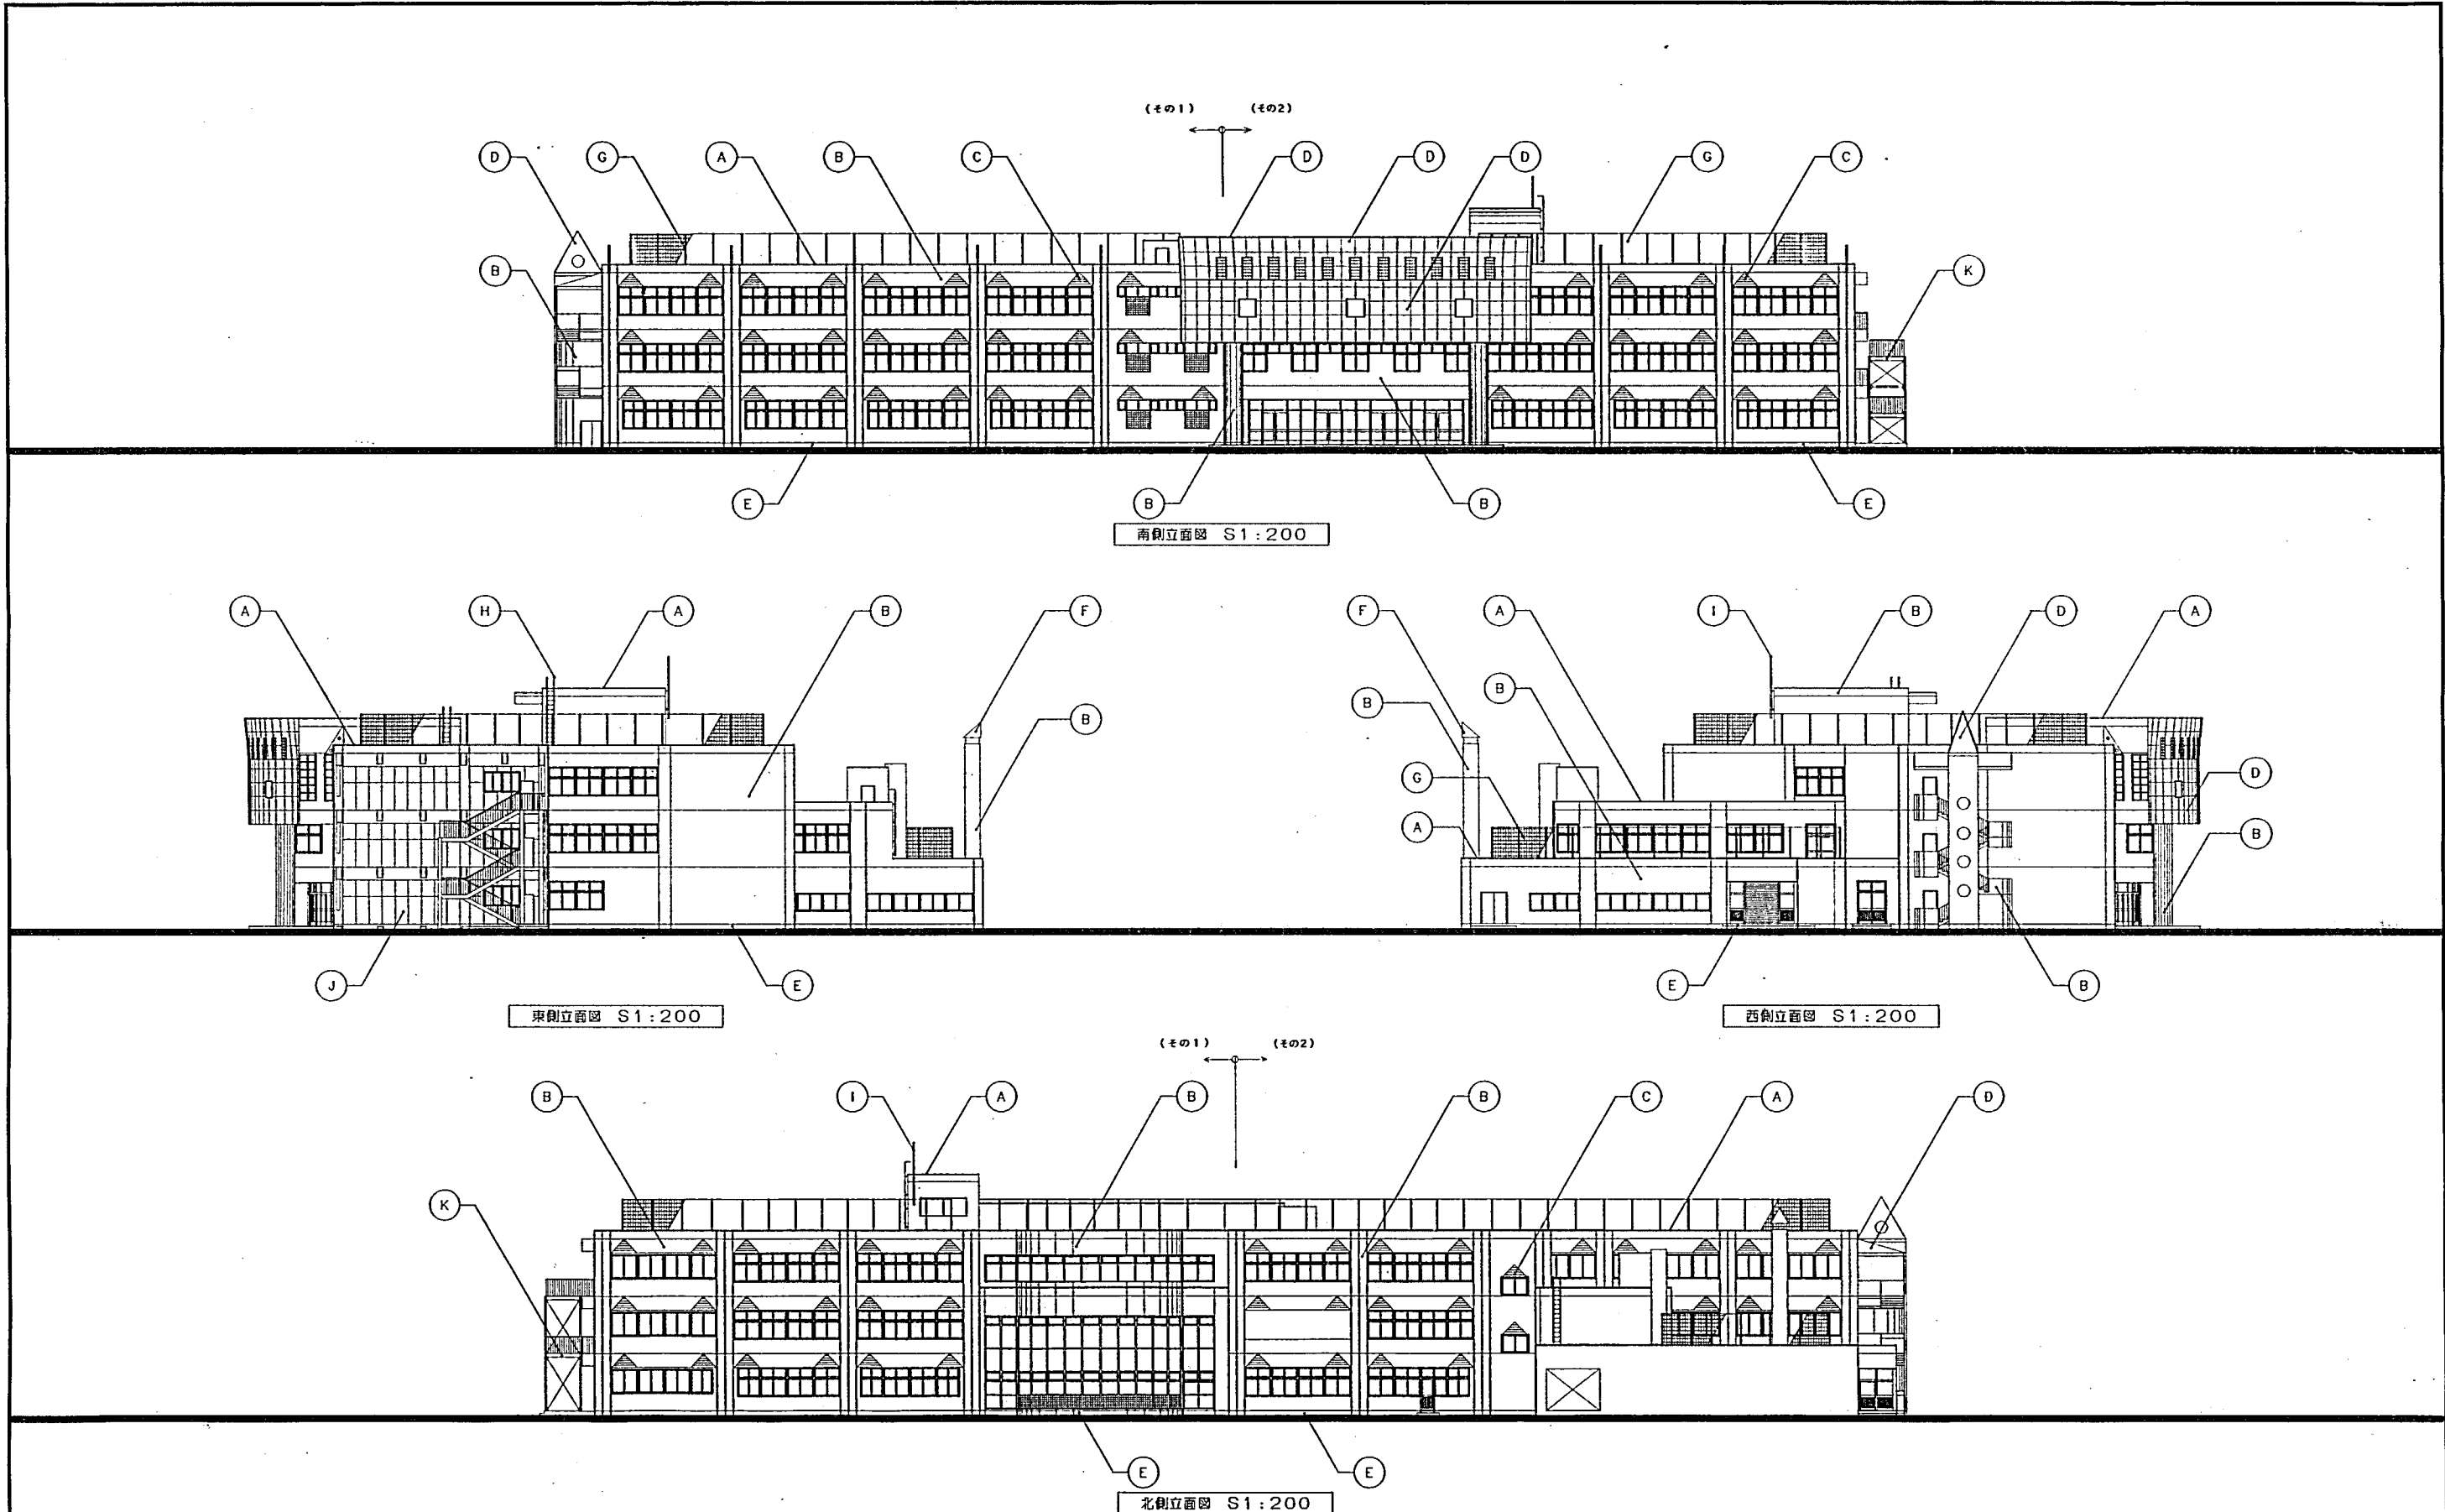 (その1) (その2)
D G A B C D D D G C
B K
E B B E
南側立面図 S1:200
A H A B F F A I B D A
B B B
G D
A B
J E E B
東側立面図 S1:200 西側立面図 S1:200
(その1) (その2)
B I A B B C A D
K
E E
北側立面図 S1:200